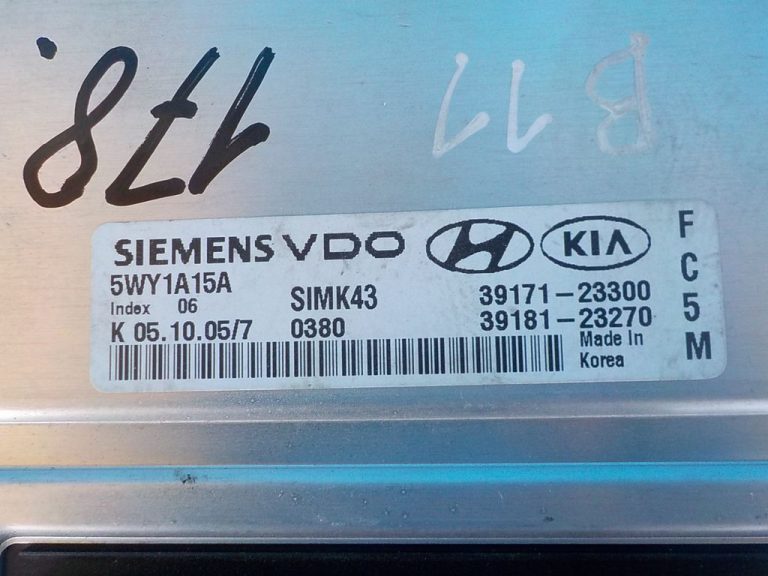 178.
B 11
SIEMENS VDO
KIA
5WY1A15A
Index 06
SIMK43
39171-23300
K 05.10.05/7
0380
39181-23270
Made In
Korea
F
C
5
M